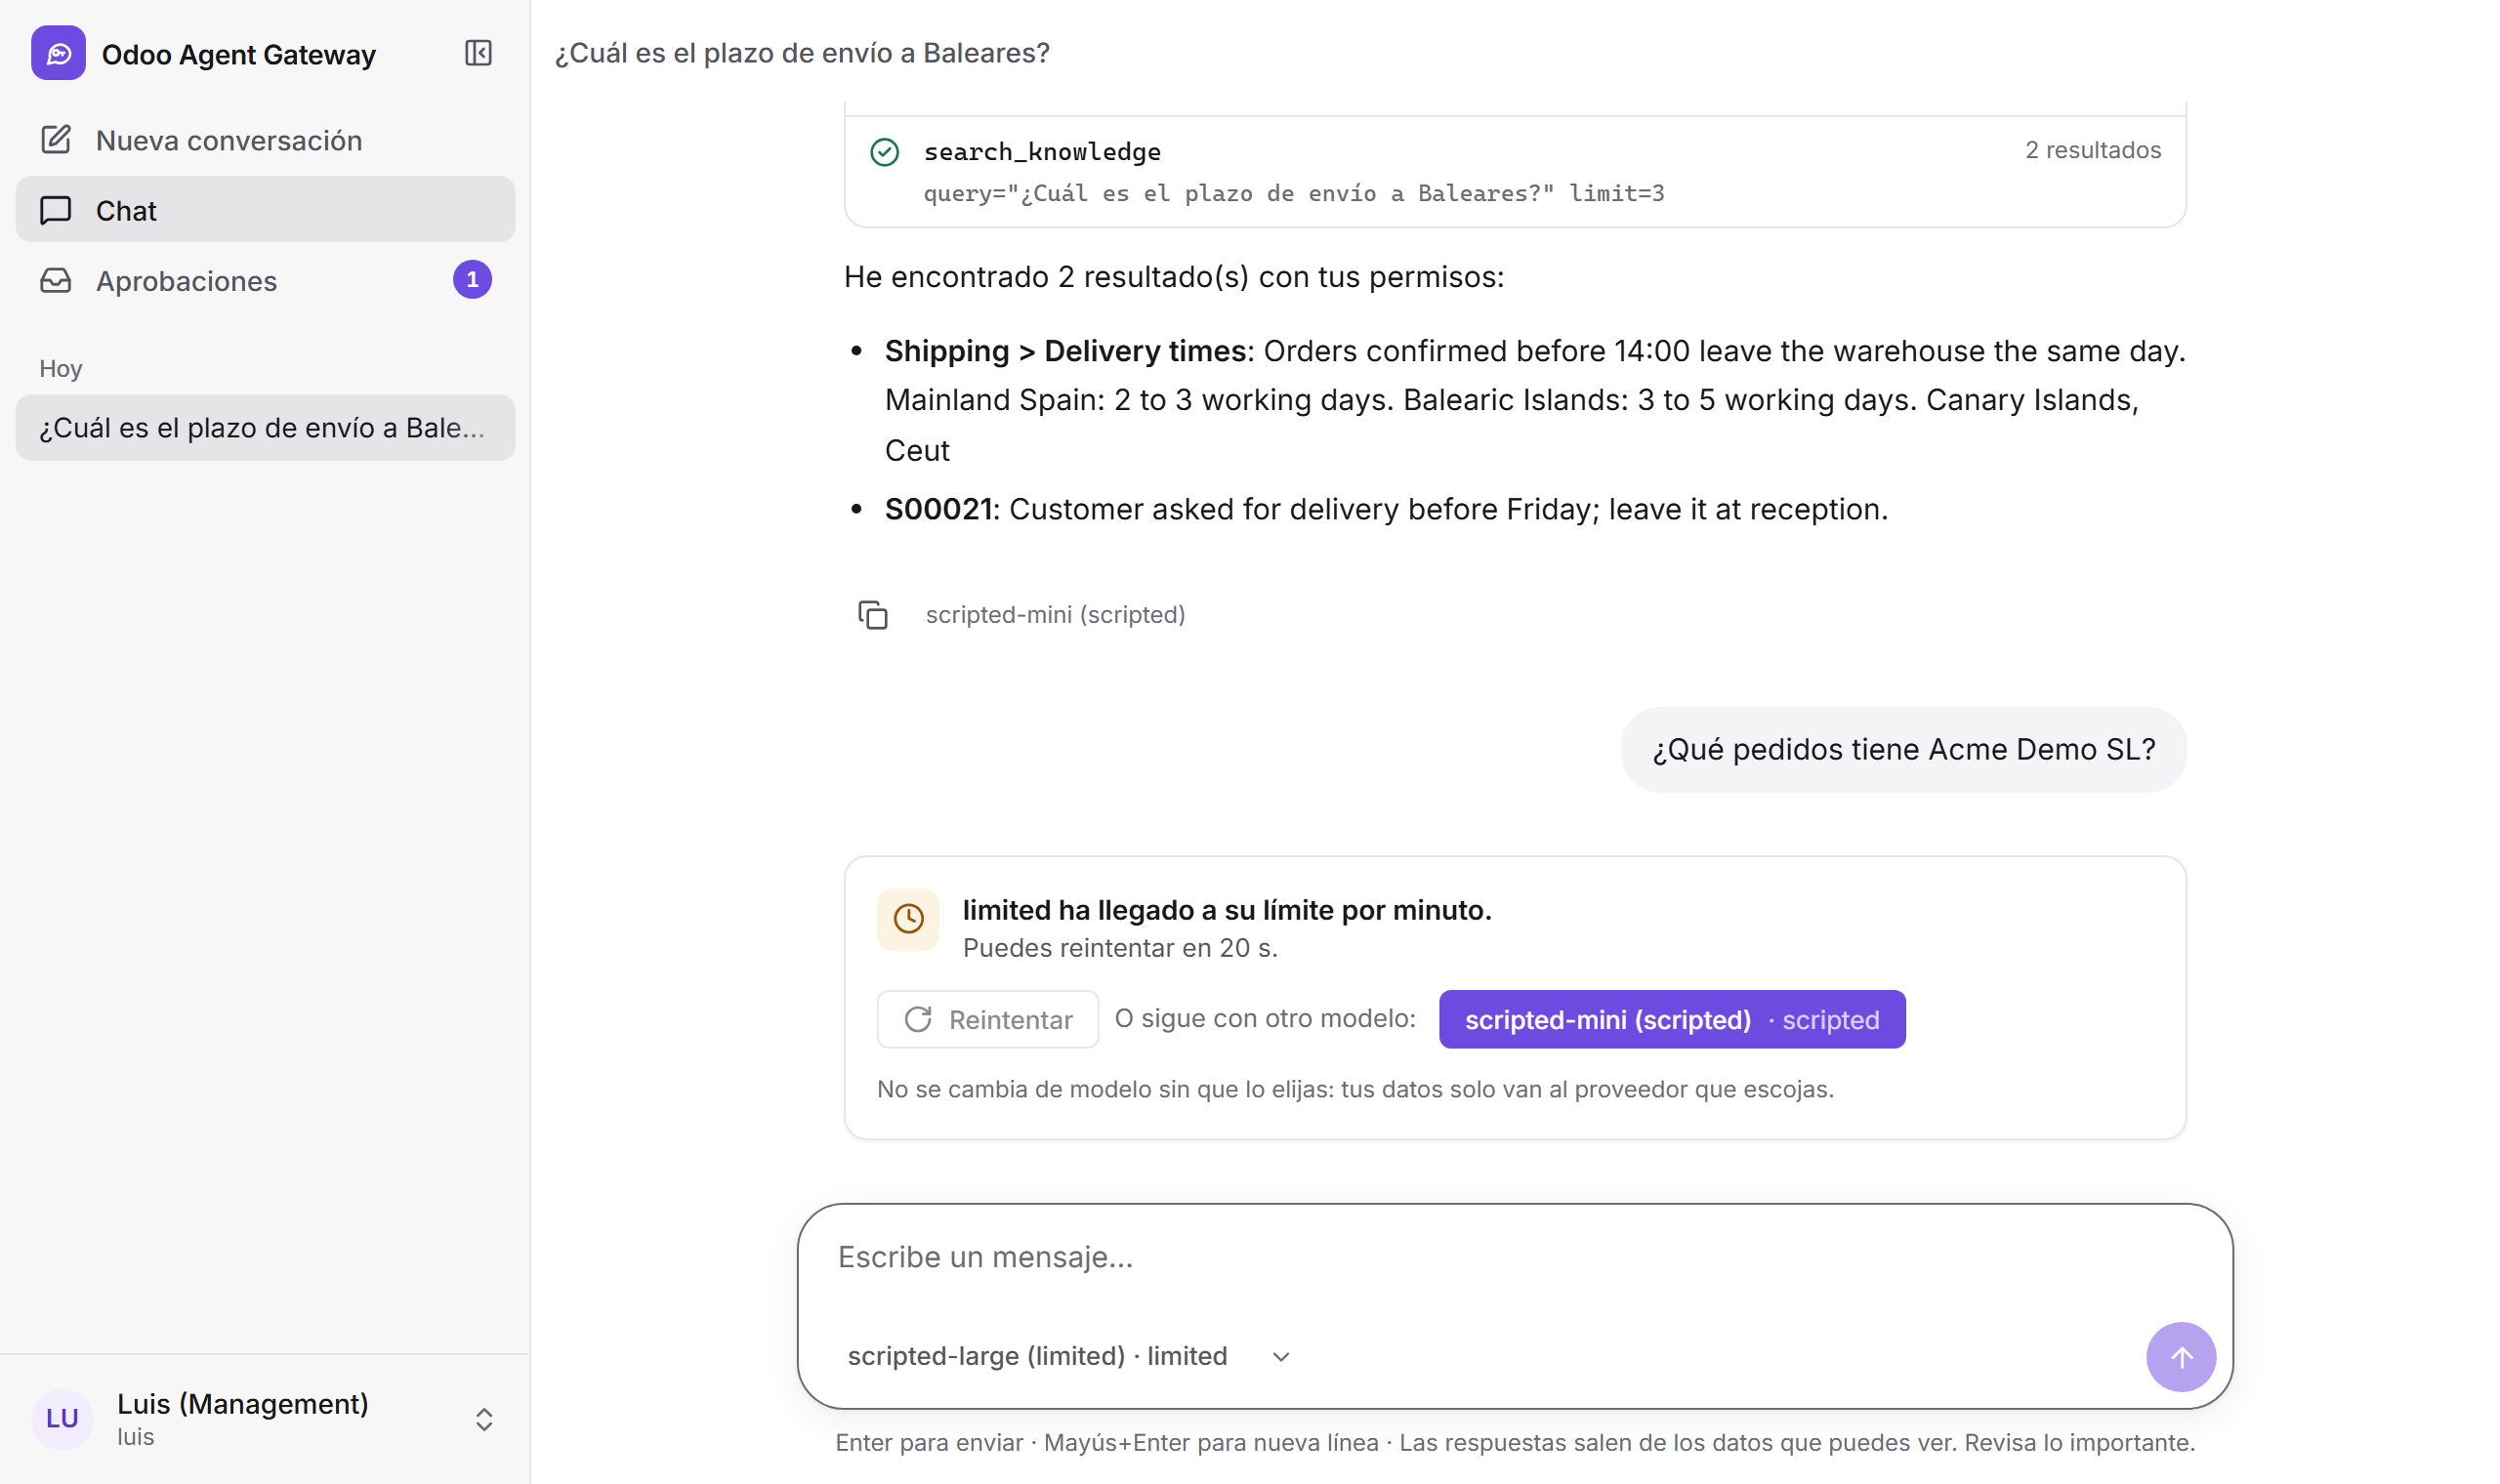 Odoo Agent Gateway
Nueva conversación
Chat
Aprobaciones
1
Hoy
¿Cuál es el plazo de envío a Bale...
LU
Luis (Management)
luis
¿Cuál es el plazo de envío a Baleares?
search_knowledge
2 resultados
query="¿Cuál es el plazo de envío a Baleares?" limit=3
He encontrado 2 resultado(s) con tus permisos:
• Shipping > Delivery times: Orders confirmed before 14:00 leave the warehouse the same day.
Mainland Spain: 2 to 3 working days. Balearic Islands: 3 to 5 working days. Canary Islands,
Ceut
• S00021: Customer asked for delivery before Friday; leave it at reception.
scripted-mini (scripted)
¿Qué pedidos tiene Acme Demo SL?
limited ha llegado a su límite por minuto.
Puedes reintentar en 20 s.
Reintentar
O sigue con otro modelo:
scripted-mini (scripted) · scripted
No se cambia de modelo sin que lo elijas: tus datos solo van al proveedor que escojas.
Escribe un mensaje...
scripted-large (limited) · limited
Enter para enviar · Mayús+Enter para nueva línea · Las respuestas salen de los datos que puedes ver. Revisa lo importante.